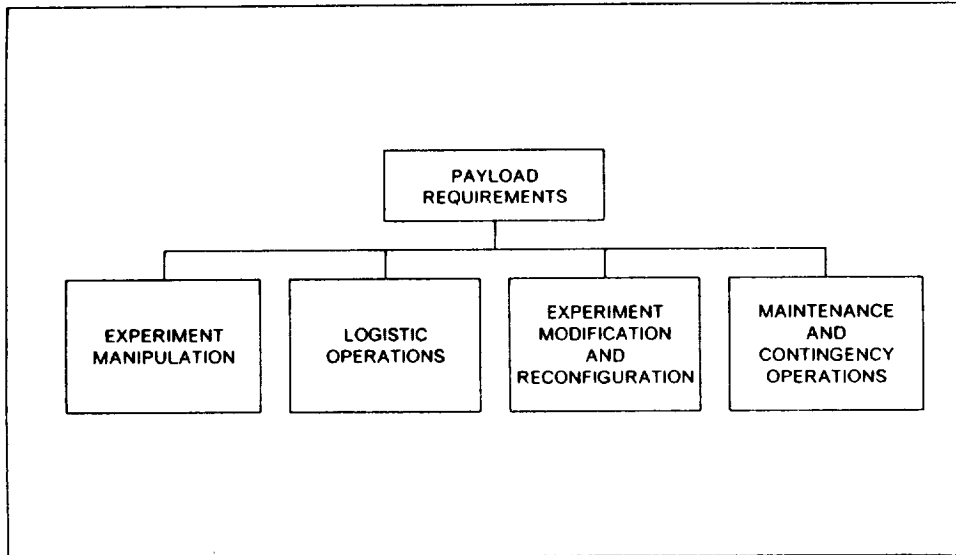 PAYLOAD
REQUIREMENTS
EXPERIMENT
MANIPULATION
LOGISTIC
OPERATIONS
EXPERIMENT
MODIFICATION
AND
RECONFIGURATION
MAINTENANCE
AND
CONTINGENCY
OPERATIONS